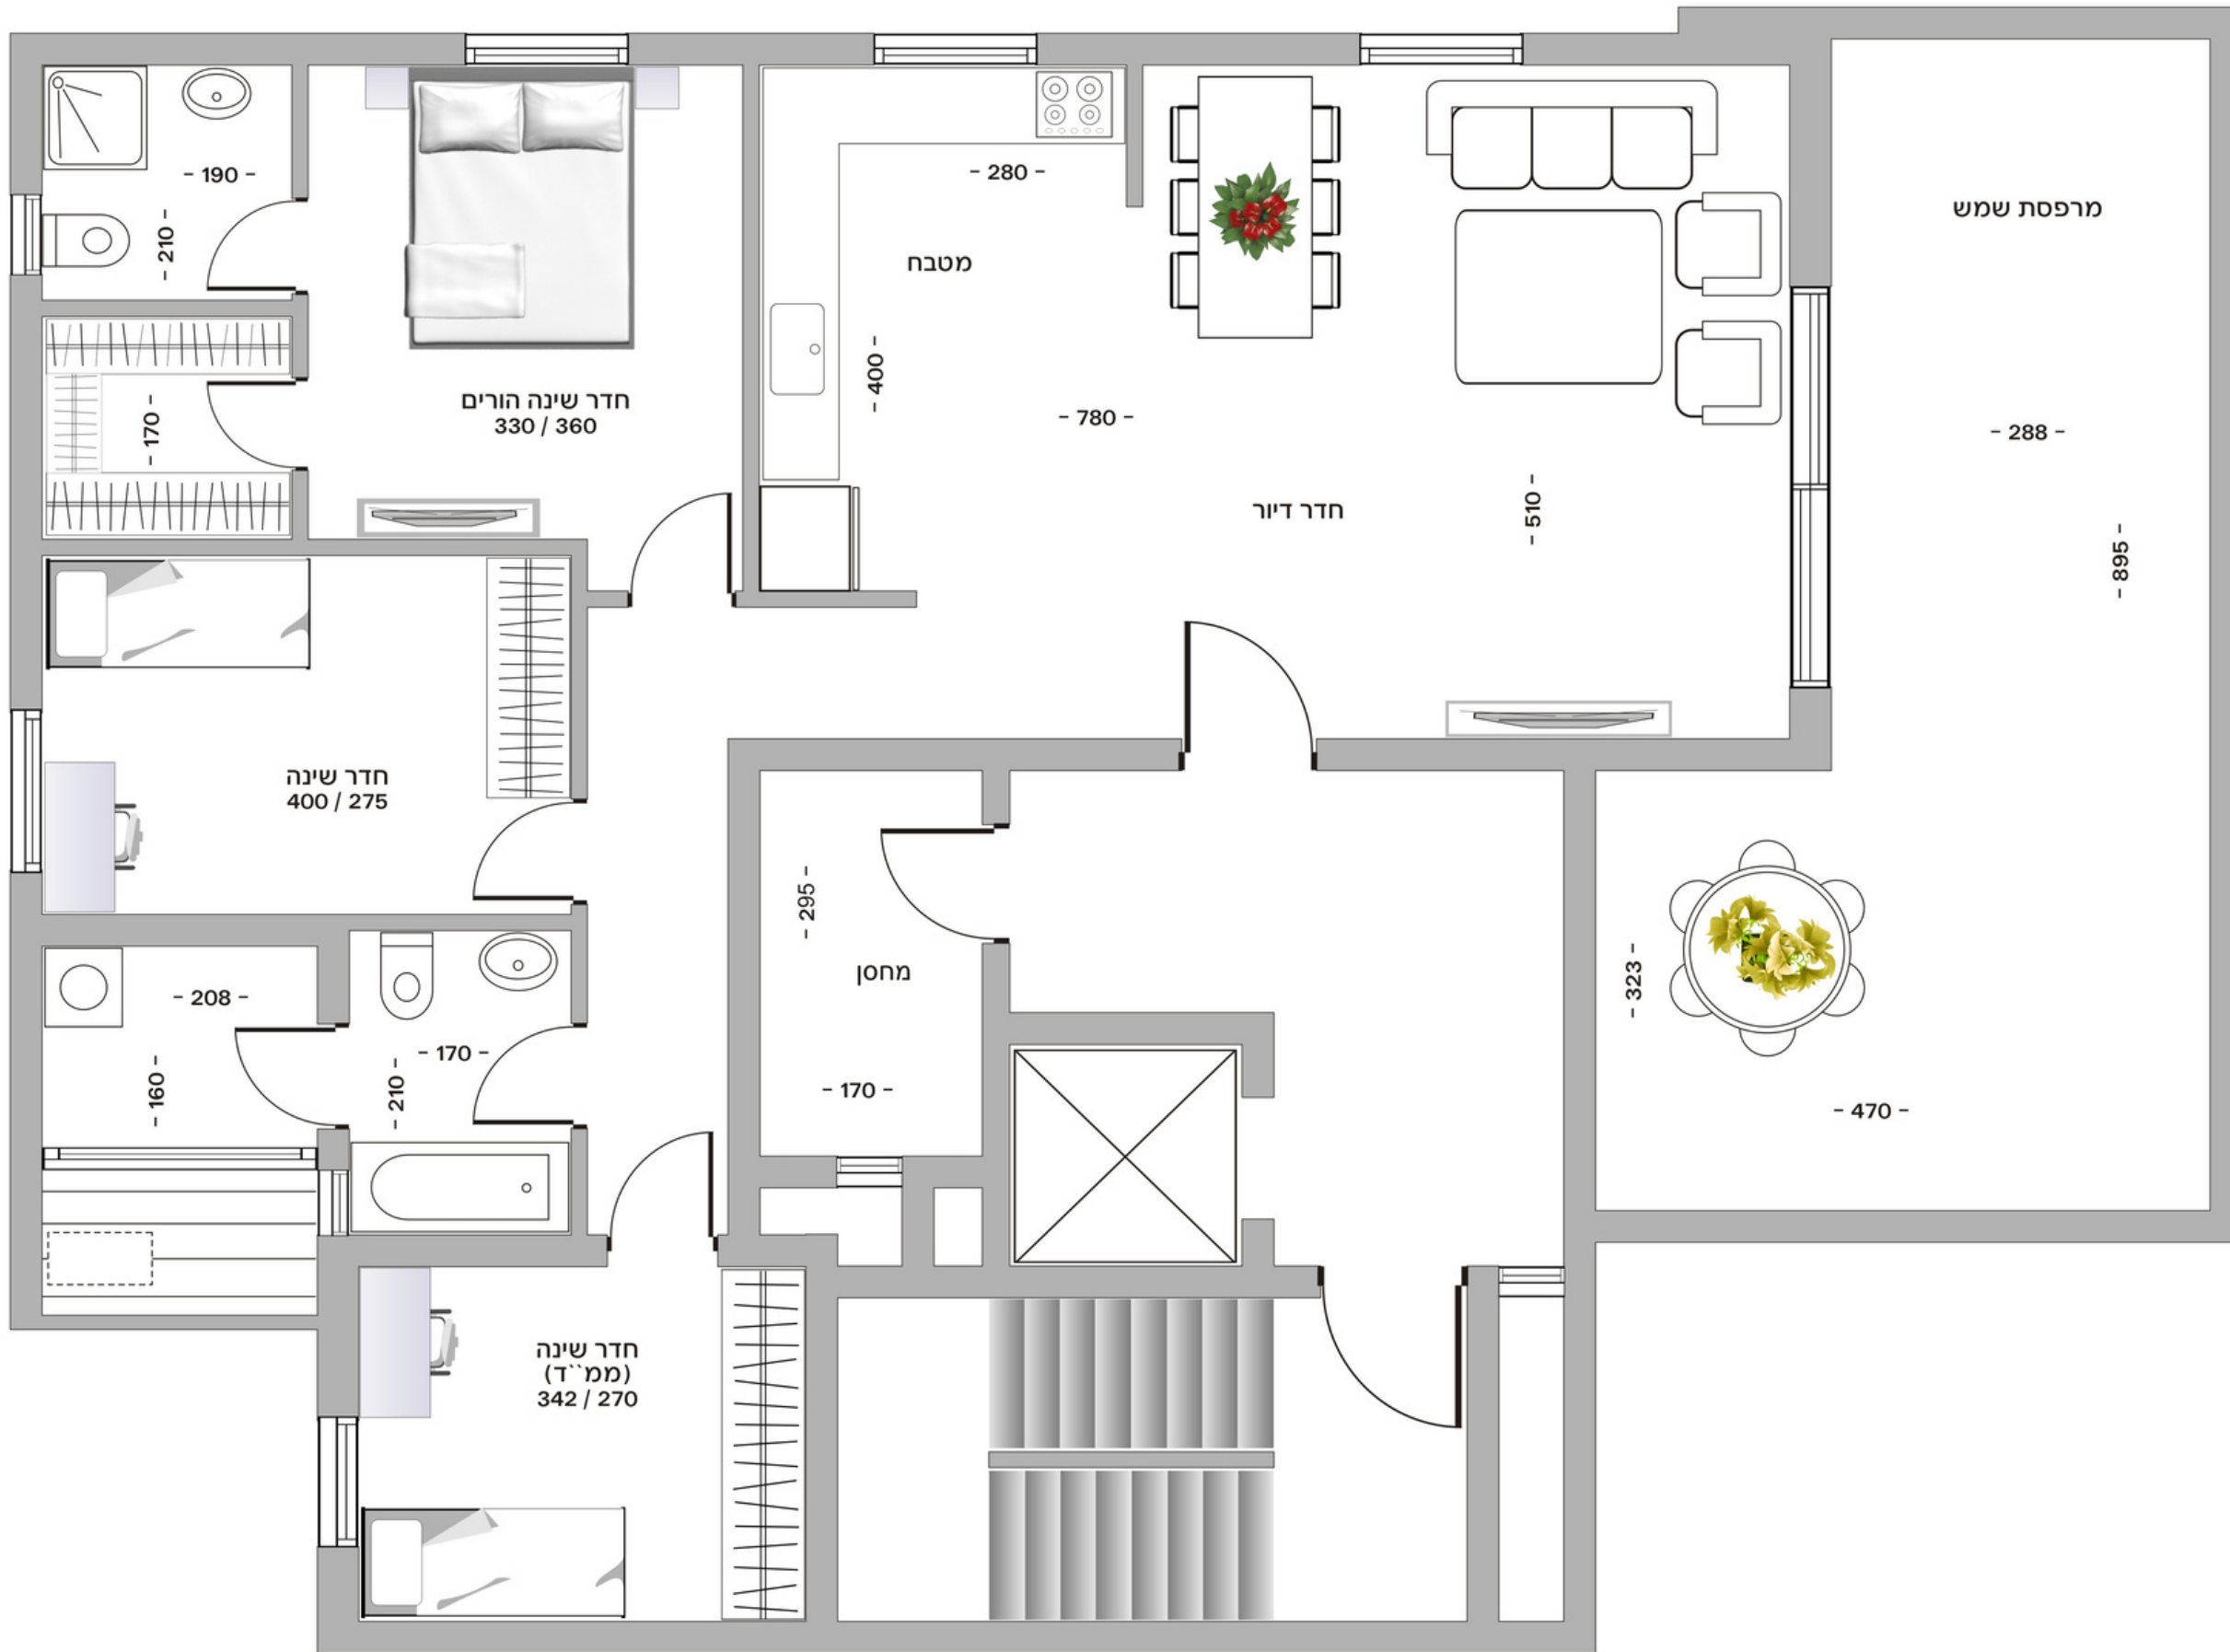 - 190 -
- 210 -
- 170 -
חדר שינה הורים
330 / 360
- 280 -
מטבח
- 400 -
- 780 -
חדר דיור
- 510 -
מרפסת שמש
- 288 -
- 895 -
חדר שינה
400 / 275
- 295 -
מחסן
- 170 -
- 323 -
- 470 -
- 208 -
- 160 -
- 170 -
- 210 -
חדר שינה
(ממ``ד)
342 / 270